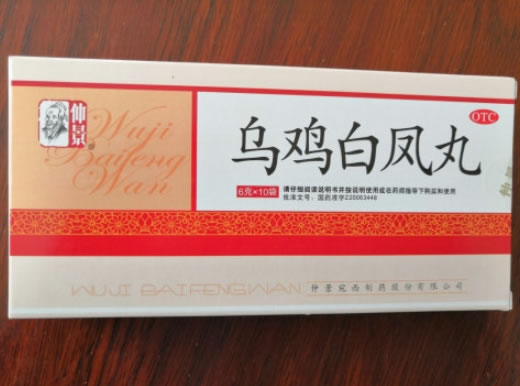 仲景
Wuji
Baifeng
Wan
乌鸡白凤丸
OTC
6克×10袋
请仔细阅读说明书并按说明使用或在药师指导下购买和使用
批准文号：国药准字Z20063448
WUJI BAIFENGWAN
仲景宛西制药股份有限公司